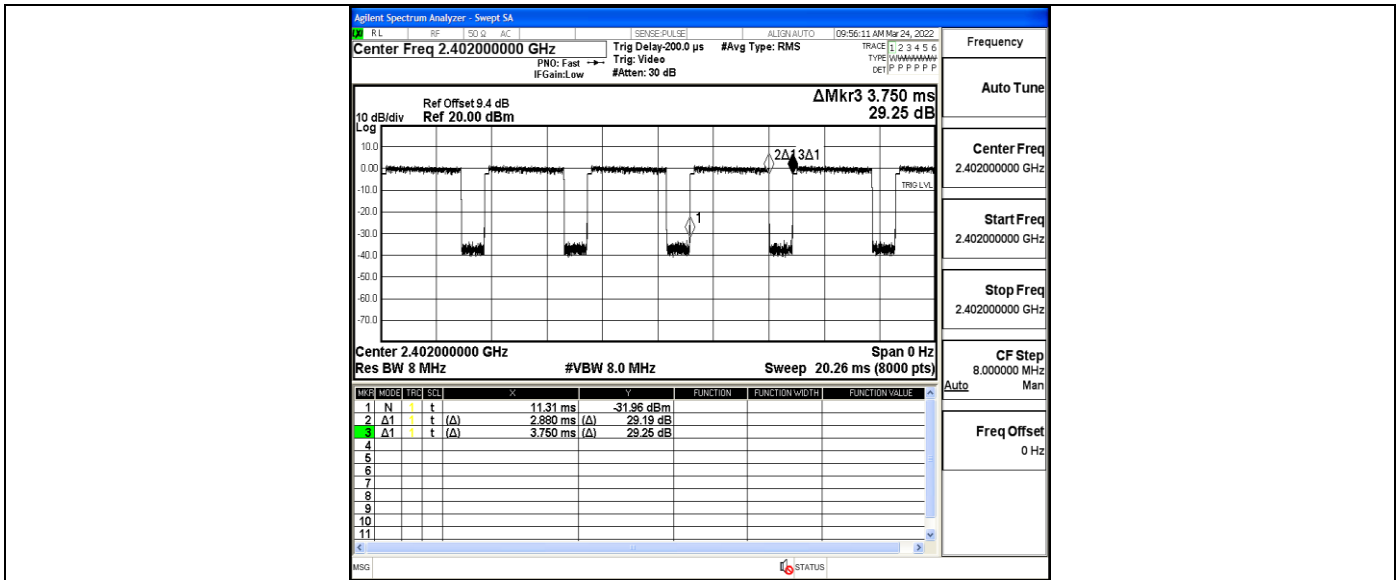 Agilent Spectrum Analyzer - Swept SA
RL RF 50 Ω AC SENSE:PULSE ALIGN AUTO 09:56:11 AM Mar 24, 2022
Center Freq 2.402000000 GHz Trig Delay-200.0 µs #Avg Type: RMS TRACE 1 2 3 4 5 6
PNO: Fast Trig: Video TYPE
IFGain:Low #Atten: 30 dB DET P P P P P P
ΔMkr3 3.750 ms
29.25 dB
Ref Offset 9.4 dB
10 dB/div Ref 20.00 dBm
Log
10.0
0.00
-10.0
-20.0
-30.0
-40.0
-50.0
-60.0
-70.0
2Δ1 3Δ1
TRIG LVL
1
Center 2.402000000 GHz Span 0 Hz
Res BW 8 MHz #VBW 8.0 MHz Sweep 20.26 ms (8000 pts)
MKR MODE TRC SCL X Y FUNCTION FUNCTION WIDTH FUNCTION VALUE
1 N 1 t 11.31 ms -31.96 dBm
2 Δ1 1 t (Δ) 2.880 ms (Δ) 29.19 dB
3 Δ1 1 t (Δ) 3.750 ms (Δ) 29.25 dB
4
5
6
7
8
9
10
11
MSG STATUS
Frequency
Auto Tune
Center Freq
2.402000000 GHz
Start Freq
2.402000000 GHz
Stop Freq
2.402000000 GHz
CF Step
8.000000 MHz
Auto Man
Freq Offset
0 Hz